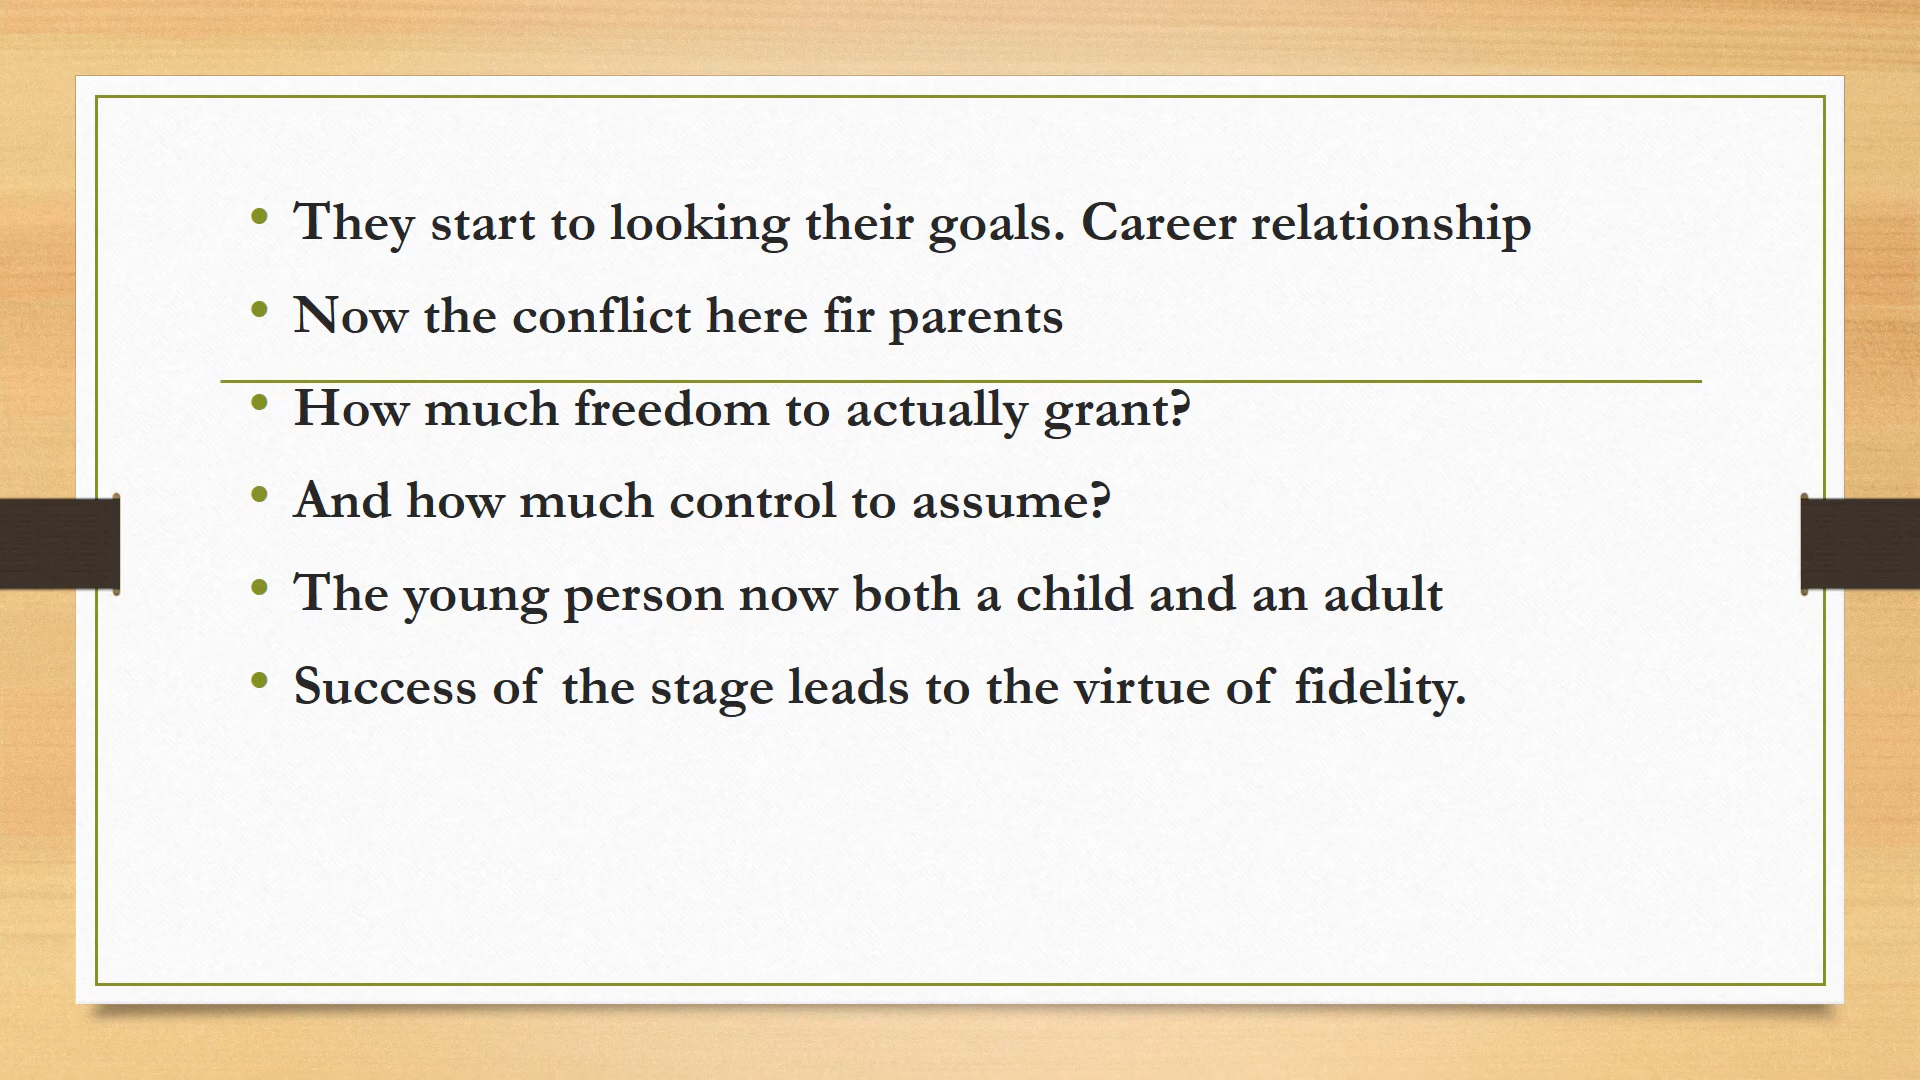 • They start to looking their goals. Career relationship
• Now the conflict here fir parents
• How much freedom to actually grant?
• And how much control to assume?
• The young person now both a child and an adult
• Success of the stage leads to the virtue of fidelity.